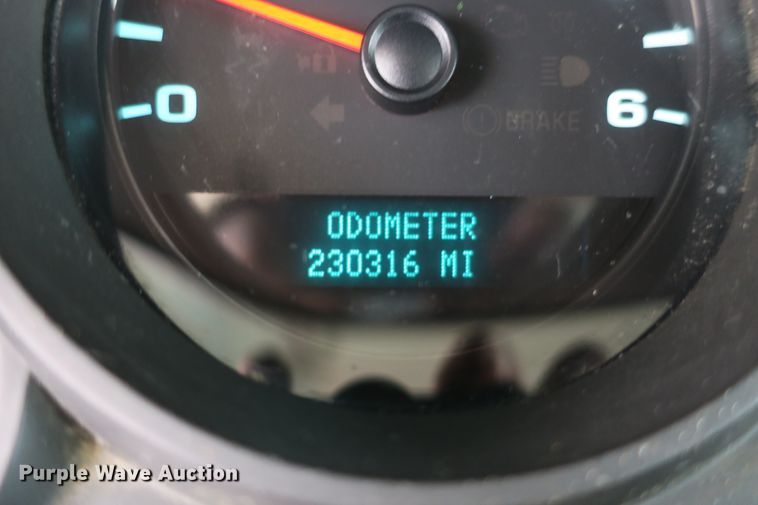 0 6
BRAKE
ODOMETER
230316 MI
Purple Wave Auction